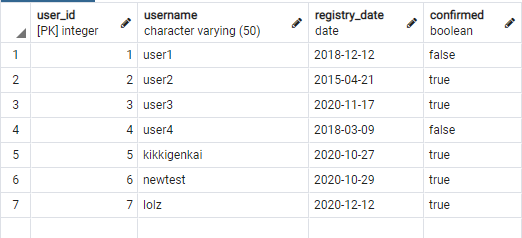 user_id username registry_date confirmed
[PK] integer character varying (50) date boolean
1 1 user1 2018-12-12 false
2 2 user2 2015-04-21 true
3 3 user3 2020-11-17 true
4 4 user4 2018-03-09 false
5 5 kikkigenkai 2020-10-27 true
6 6 newtest 2020-10-29 true
7 7 lolz 2020-12-12 true